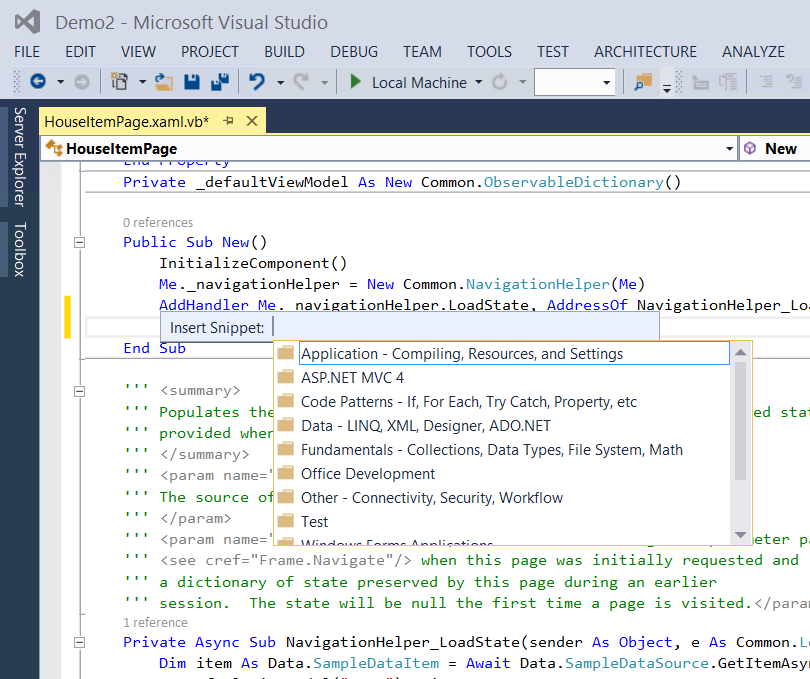 Demo2 - Microsoft Visual Studio
FILE EDIT VIEW PROJECT BUILD DEBUG TEAM TOOLS TEST ARCHITECTURE ANALYZE
Local Machine
Server Explorer
Toolbox
HouseItemPage.xaml.vb*
HouseItemPage New
End Property
Private _defaultViewModel As New Common.ObservableDictionary()
0 references
Public Sub New()
InitializeComponent()
Me._navigationHelper = New Common.NavigationHelper(Me)
AddHandler Me._navigationHelper.LoadState, AddressOf NavigationHelper_Lo
Insert Snippet:
End Sub
Application - Compiling, Resources, and Settings
ASP.NET MVC 4
Code Patterns - If, For Each, Try Catch, Property, etc
Data - LINQ, XML, Designer, ADO.NET
Fundamentals - Collections, Data Types, File System, Math
Office Development
Other - Connectivity, Security, Workflow
Test
Windows Forms Applications
''' <summary>
''' Populates the ed stat
''' provided when
''' </summary>
''' <param name="
''' The source of
''' </param>
''' <param name=" eter pa
''' <see cref="Frame.Navigate"/> when this page was initially requested and
''' a dictionary of state preserved by this page during an earlier
''' session.  The state will be null the first time a page is visited.</param
1 reference
Private Async Sub NavigationHelper_LoadState(sender As Object, e As Common.Lo
Dim item As Data.SampleDataItem = Await Data.SampleDataSource.GetItemAsy